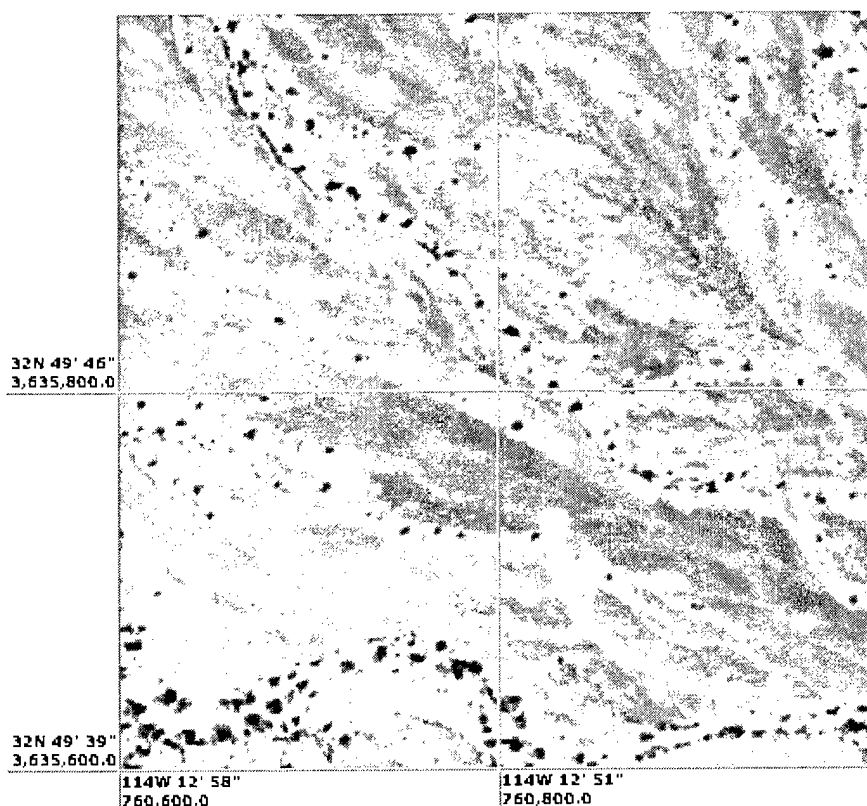 32N 49' 46"
3,635,800.0
32N 49' 39"
3,635,600.0
114W 12' 58"
760,600.0
114W 12' 51"
760,800.0